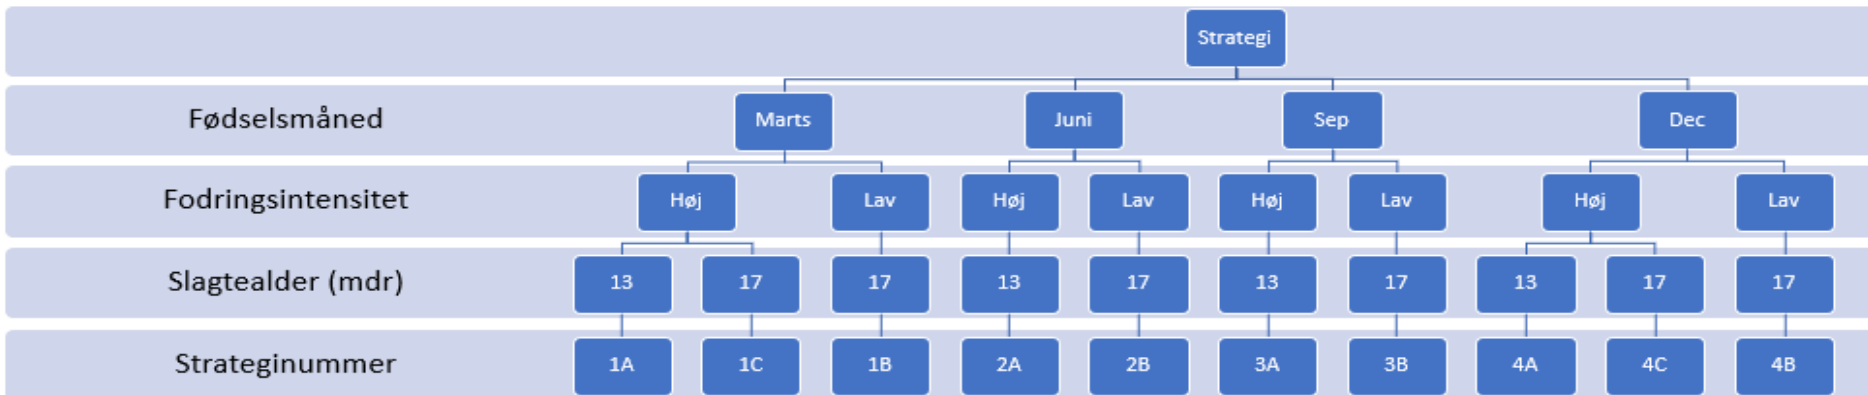 Strategi
Fødselsmåned Marts Juni Sep Dec
Fodringsintensitet Høj Lav Høj Lav Høj Lav Høj Lav
Slagtealder (mdr) 13 17 17 13 17 13 17 13 17 17
Strateginummer 1A 1C 1B 2A 2B 3A 3B 4A 4C 4B